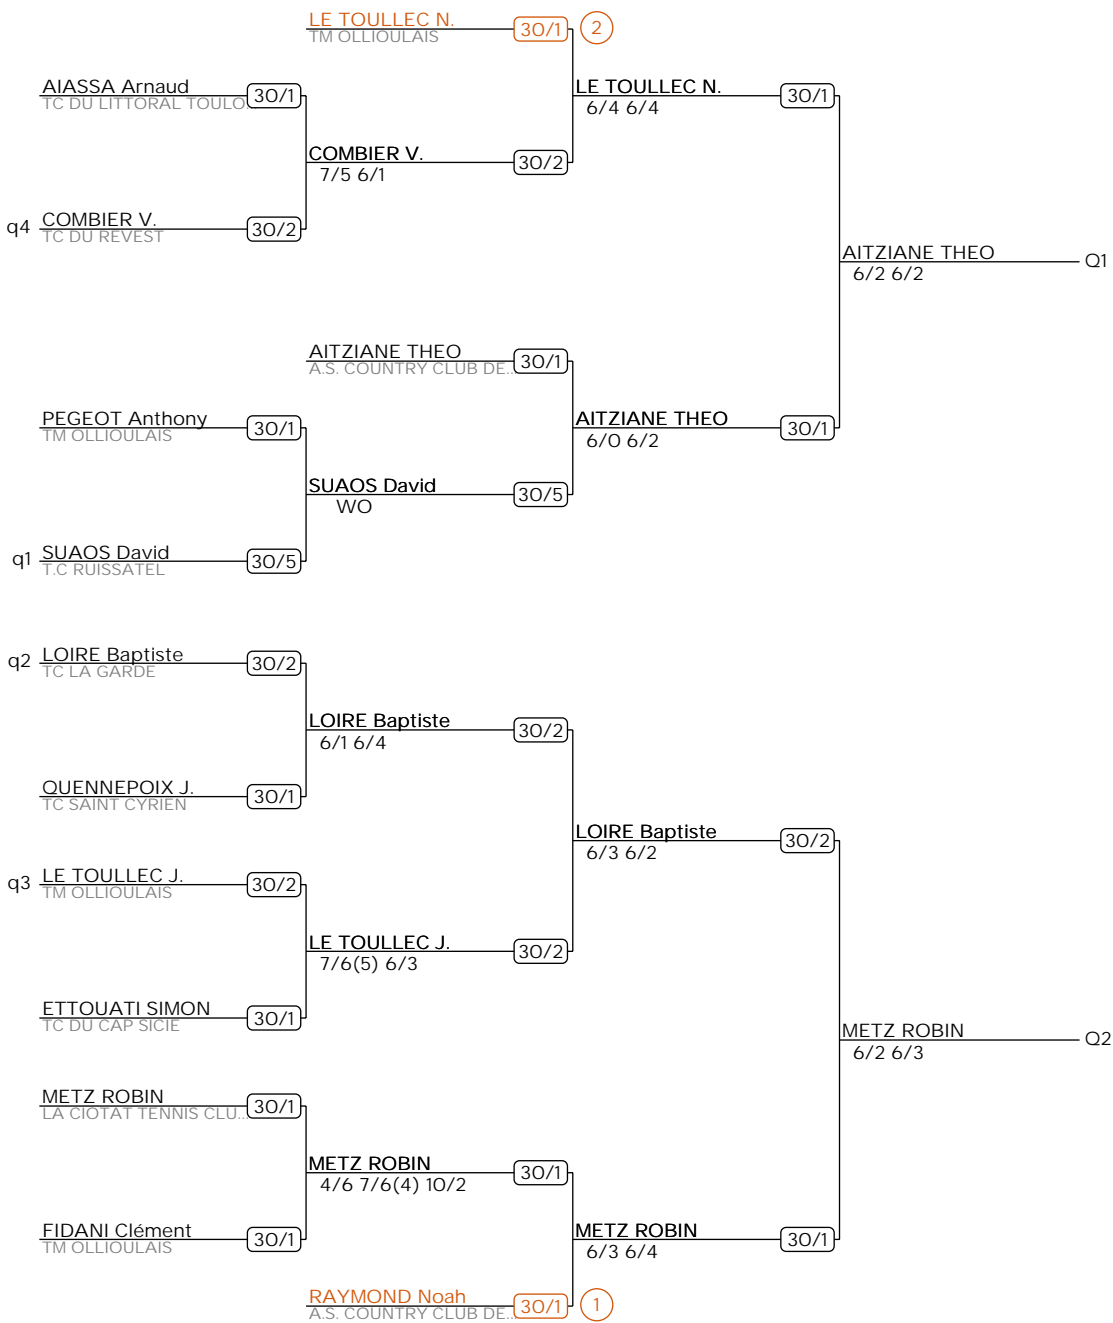 LE TOULLEC N.
TM OLLIOULAIS
30/1
2
AIASSA Arnaud
TC DU LITTORAL TOULO...
30/1
LE TOULLEC N.
6/4 6/4
30/1
COMBIER V.
7/5 6/1
30/2
q4
COMBIER V.
TC DU REVEST
30/2
AITZIANE THEO
6/2 6/2
Q1
AITZIANE THEO
A.S. COUNTRY CLUB DE...
30/1
PEGEOT Anthony
TM OLLIOULAIS
30/1
AITZIANE THEO
6/0 6/2
30/1
SUAOS David
WO
30/5
q1
SUAOS David
T.C RUISSATEL
30/5
q2
LOIRE Baptiste
TC LA GARDE
30/2
LOIRE Baptiste
6/1 6/4
30/2
QUENNEPOIX J.
TC SAINT CYRIEN
30/1
LOIRE Baptiste
6/3 6/2
30/2
q3
LE TOULLEC J.
TM OLLIOULAIS
30/2
LE TOULLEC J.
7/6(5) 6/3
30/2
ETTOUATI SIMON
TC DU CAP SICIE
30/1
METZ ROBIN
6/2 6/3
Q2
METZ ROBIN
LA CIOTAT TENNIS CLU...
30/1
METZ ROBIN
4/6 7/6(4) 10/2
30/1
FIDANI Clément
TM OLLIOULAIS
30/1
METZ ROBIN
6/3 6/4
30/1
RAYMOND Noah
A.S. COUNTRY CLUB DE...
30/1
1